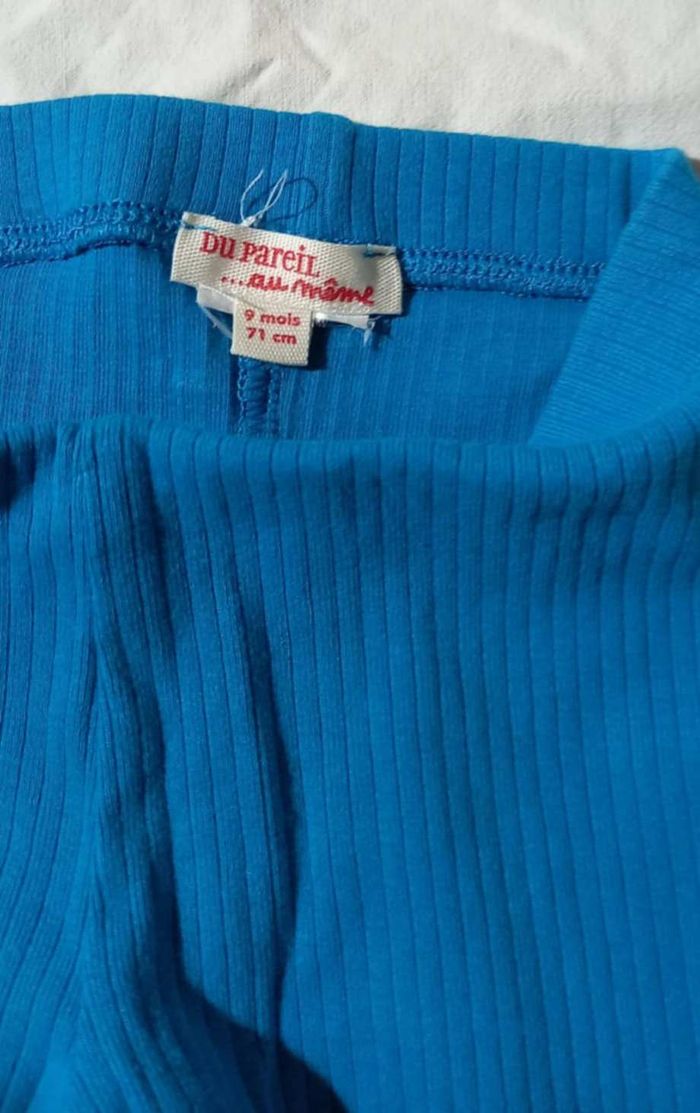 Du Pareil
...au même
9 mois
71 cm